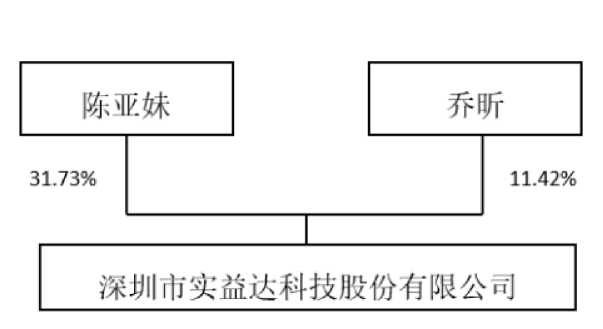 陈亚妹
乔昕
31.73%
11.42%
深圳市实益达科技股份有限公司